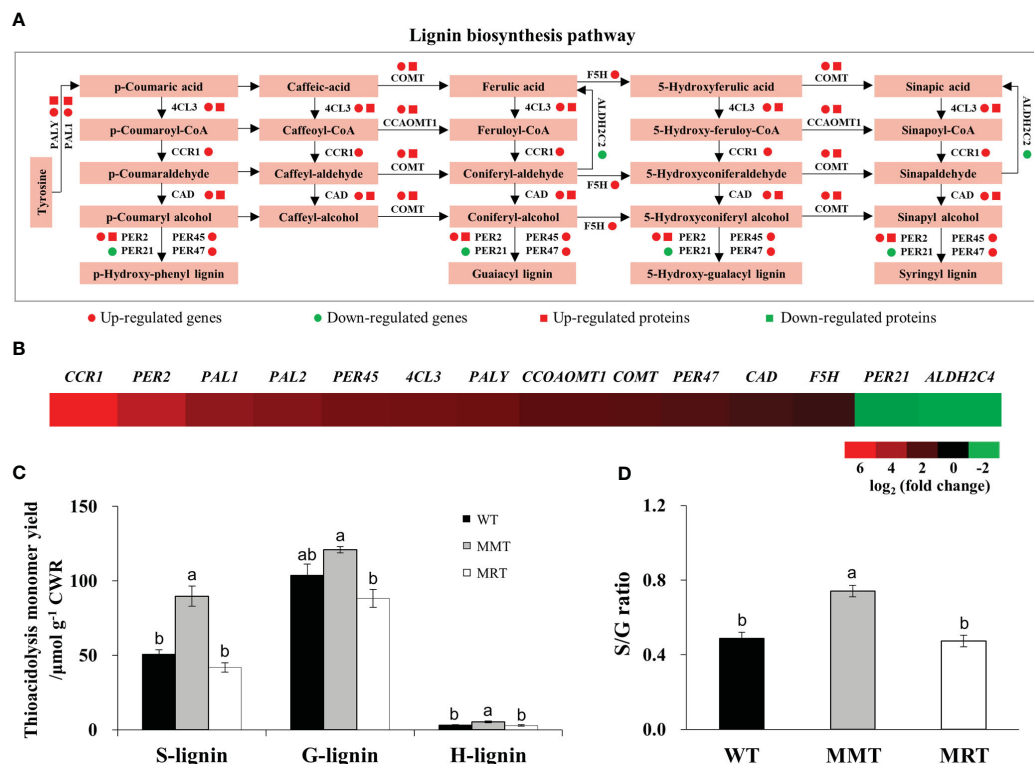 A
Lignin biosynthesis pathway
COMT
F5H
COMT
p-Coumaric acid
Caffeic-acid
Ferulic acid
5-Hydroxyferulic acid
Sinapic acid
PALY
PAL1
4CL3
4CL3
4CL3
4CL3
4CL3
CCAOMT1
CCAOMT1
ALDH2C2
ALDH2C2
p-Coumaroyl-CoA
Caffeoyl-CoA
Feruloyl-CoA
5-Hydroxy-feruloy-CoA
Sinapoyl-CoA
CCR1
CCR1
CCR1
CCR1
CCR1
COMT
COMT
Tyrosine
p-Coumaraldehyde
Caffeyl-aldehyde
Coniferyl-aldehyde
5-Hydroxyconiferaldehyde
Sinapaldehyde
F5H
CAD
CAD
CAD
CAD
CAD
COMT
COMT
p-Coumaryl alcohol
Caffeyl-alcohol
Coniferyl-alcohol
5-Hydroxyconiferyl alcohol
Sinapyl alcohol
F5H
PER2 PER45
PER2 PER45
PER2 PER45
PER2 PER45
PER21 PER47
PER21 PER47
PER21 PER47
PER21 PER47
p-Hydroxy-phenyl lignin
Guaiacyl lignin
5-Hydroxy-gualacyl lignin
Syringyl lignin
Up-regulated genes
Down-regulated genes
Up-regulated proteins
Down-regulated proteins
B
CCR1 PER2 PAL1 PAL2 PER45 4CL3 PALY CCOAOMT1 COMT PER47 CAD F5H PER21 ALDH2C4
6 4 2 0 -2
log2 (fold change)
C
Thioacidolysis monomer yield
/μmol g-1 CWR
150
100
50
0
WT
MMT
MRT
b a b
ab a b
b a b
S-lignin G-lignin H-lignin
D
S/G ratio
1.2
0.8
0.4
0.0
b a b
WT MMT MRT